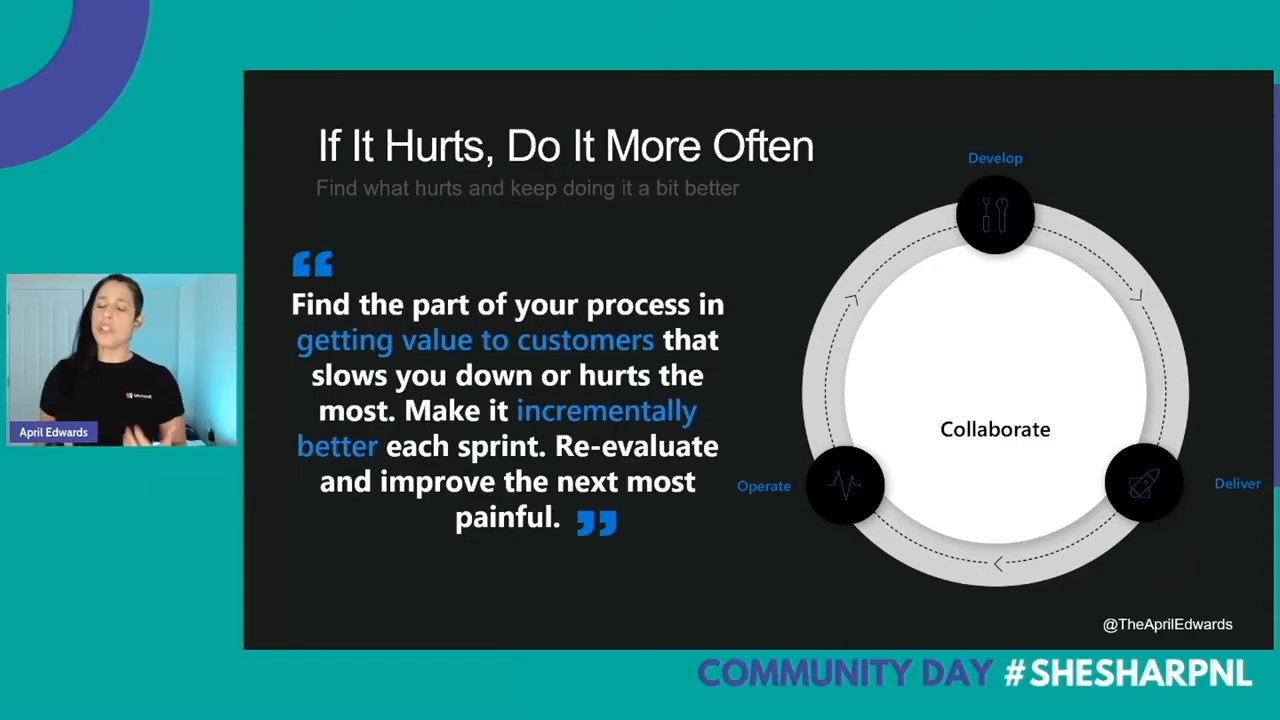 If It Hurts, Do It More Often
Find what hurts and keep doing it a bit better
“
Find the part of your process in
getting value to customers that
slows you down or hurts the
most. Make it incrementally
better each sprint. Re-evaluate
and improve the next most
painful. ”
Develop
Collaborate
Operate
Deliver
@TheAprilEdwards
Microsoft
April Edwards
COMMUNITY DAY #SHESHARPNL